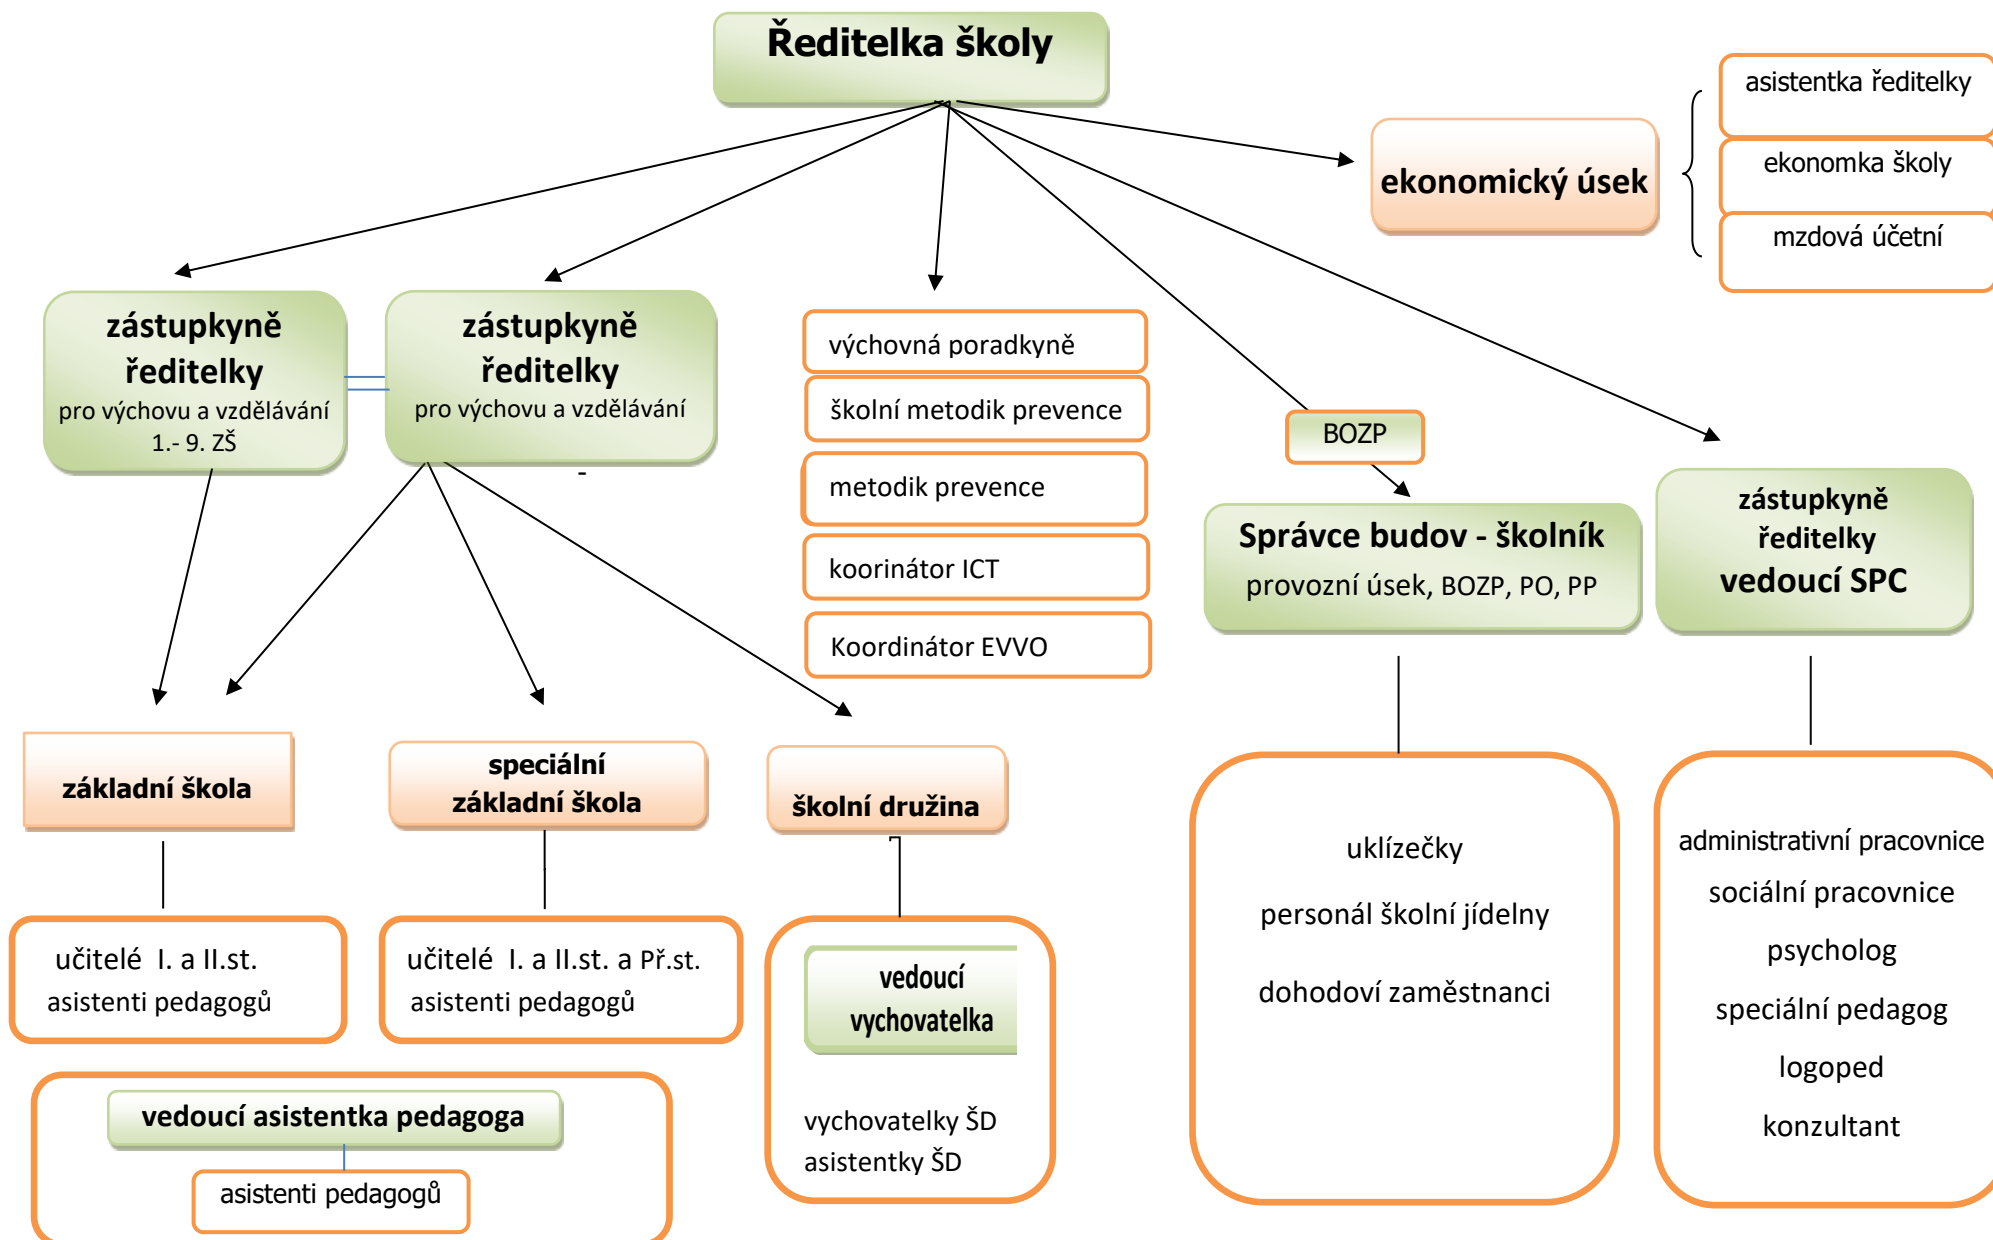 Ředitelka školy
asistentka ředitelky
ekonomický úsek
ekonomka školy
mzdová účetní
zástupkyně
ředitelky
pro výchovu a vzdělávání
1.- 9. ZŠ
zástupkyně
ředitelky
pro výchovu a vzdělávání
-
výchovná poradkyně
školní metodik prevence
metodik prevence
koorinátor ICT
Koordinátor EVVO
BOZP
Správce budov - školník
provozní úsek, BOZP, PO, PP
zástupkyně
ředitelky
vedoucí SPC
základní škola
speciální
základní škola
školní družina
učitelé I. a II.st.
asistenti pedagogů
učitelé I. a II.st. a Př.st.
asistenti pedagogů
vedoucí
vychovatelka
vychovatelky ŠD
asistentky ŠD
vedoucí asistentka pedagoga
asistenti pedagogů
uklízečky
personál školní jídelny
dohodoví zaměstnanci
administrativní pracovnice
sociální pracovnice
psycholog
speciální pedagog
logoped
konzultant